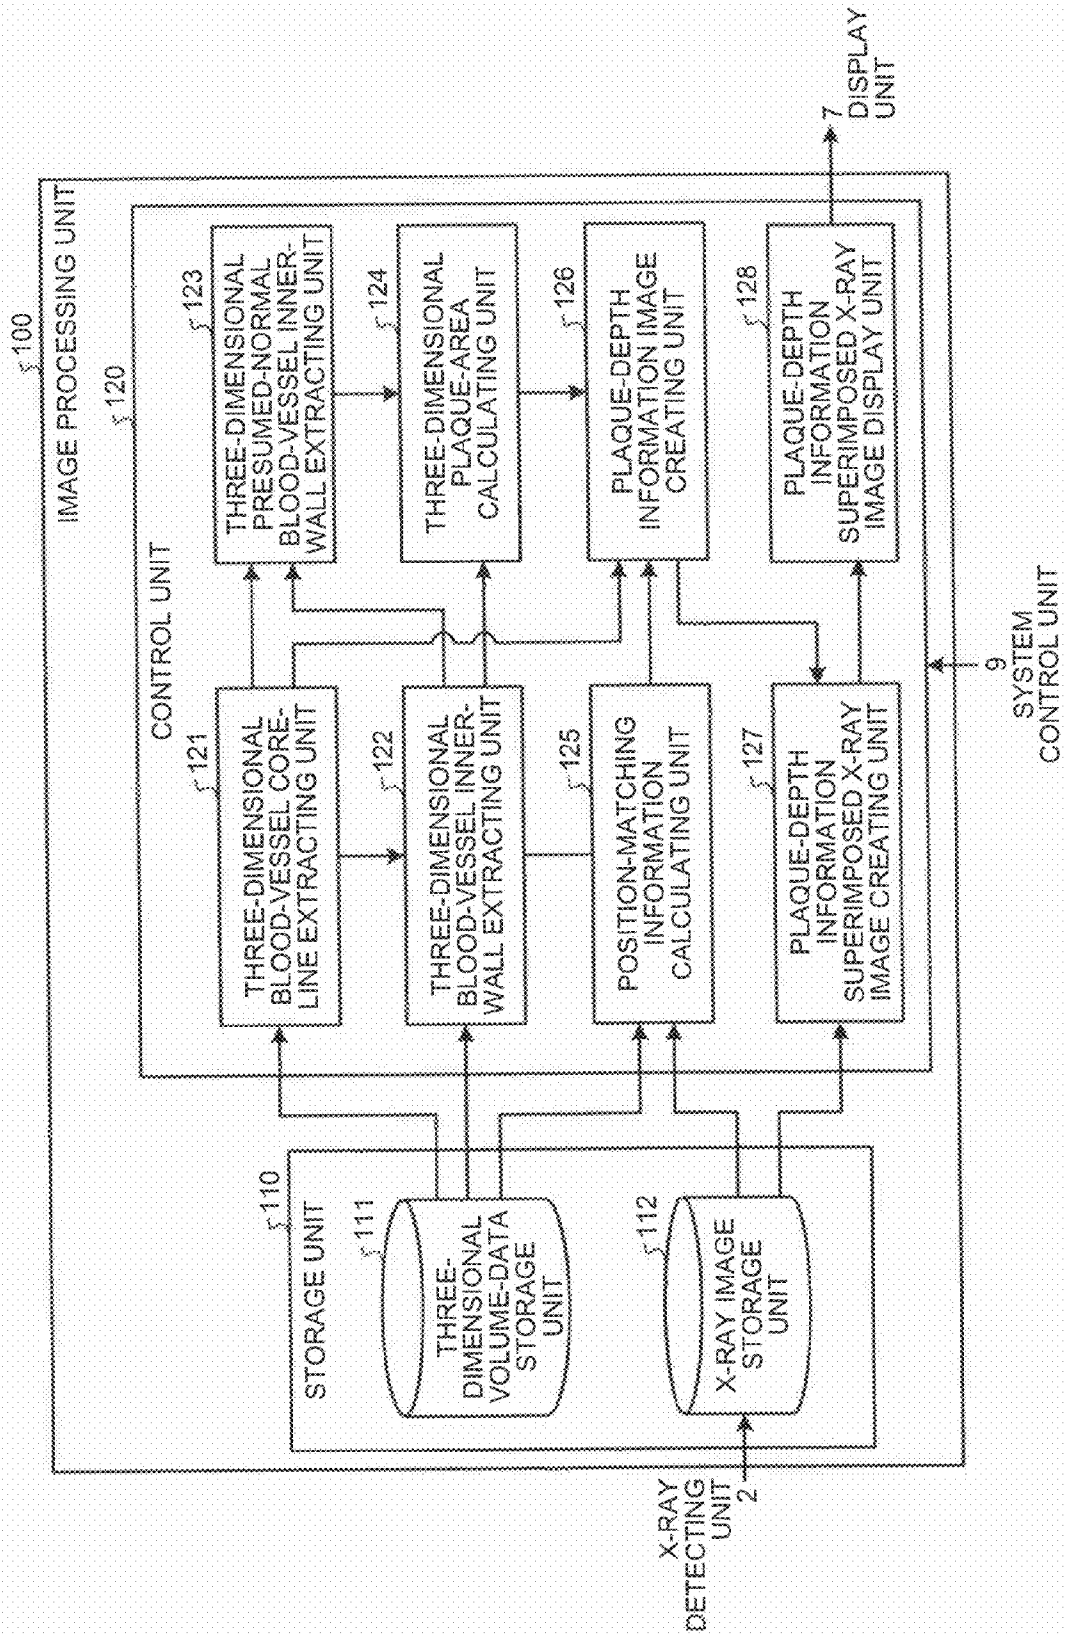 100
IMAGE PROCESSING UNIT
120
CONTROL UNIT
110
STORAGE UNIT
111
THREE-
DIMENSIONAL
VOLUME-DATA
STORAGE
UNIT
112
X-RAY IMAGE
STORAGE
UNIT
X-RAY
DETECTING
UNIT
2
121
THREE-DIMENSIONAL
BLOOD-VESSEL CORE-
LINE EXTRACTING UNIT
122
THREE-DIMENSIONAL
BLOOD-VESSEL INNER-
WALL EXTRACTING UNIT
125
POSITION-MATCHING
INFORMATION
CALCULATING UNIT
127
PLAQUE-DEPTH
INFORMATION
SUPERIMPOSED X-RAY
IMAGE CREATING UNIT
123
THREE-DIMENSIONAL
PRESUMED-NORMAL
BLOOD-VESSEL INNER-
WALL EXTRACTING UNIT
124
THREE-DIMENSIONAL
PLAQUE-AREA
CALCULATING UNIT
126
PLAQUE-DEPTH
INFORMATION IMAGE
CREATING UNIT
128
PLAQUE-DEPTH
INFORMATION
SUPERIMPOSED X-RAY
IMAGE DISPLAY UNIT
7
DISPLAY
UNIT
9
SYSTEM
CONTROL UNIT